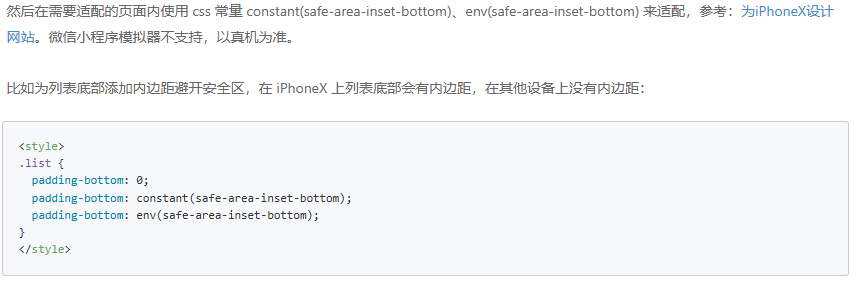 然后在需要适配的页面内使用 css 常量 constant(safe-area-inset-bottom)、env(safe-area-inset-bottom) 来适配，参考：为iPhoneX设计
网站。微信小程序模拟器不支持，以真机为准。
比如为列表底部添加内边距避开安全区，在 iPhoneX 上列表底部会有内边距，在其他设备上没有内边距：
<style>
.list {
  padding-bottom: 0;
  padding-bottom: constant(safe-area-inset-bottom);
  padding-bottom: env(safe-area-inset-bottom);
}
</style>